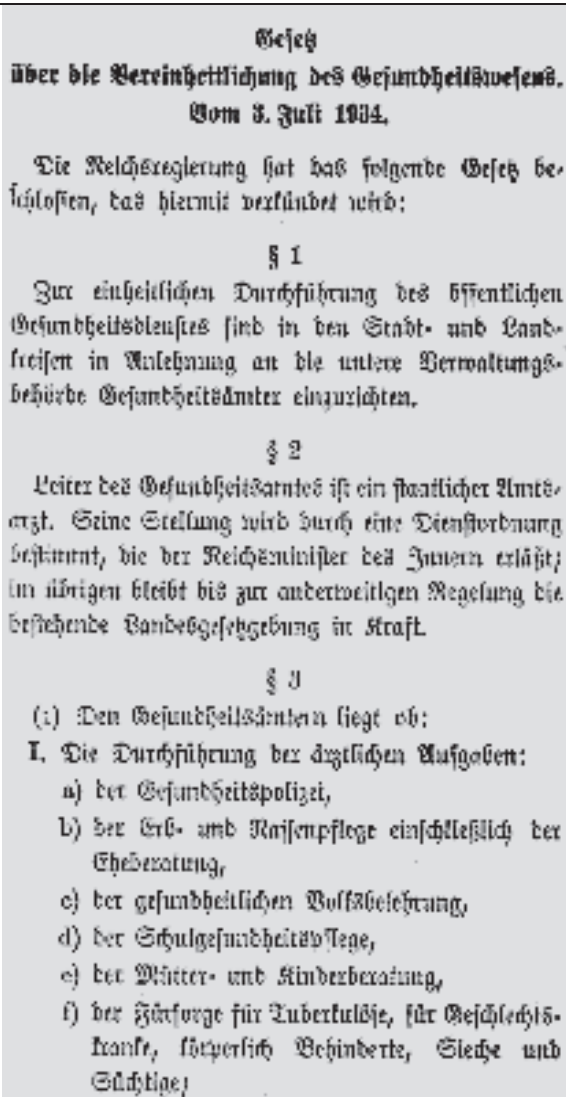 Gesetz
über die Vereinheitlichung des Gesundheitswesens.
Vom 3. Juli 1934.
Die Reichsregierung hat das folgende Gesetz be-
schlossen, das hiermit verkündet wird:
§ 1
Zur einheitlichen Durchführung des öffentlichen
Gesundheitsdienstes sind in den Stadt- und Land-
kreisen in Anlehnung an die untere Verwaltungs-
behörde Gesundheitsämter einzurichten.
§ 2
Leiter des Gesundheitsamtes ist ein staatlicher Amts-
arzt. Seine Stellung wird durch eine Dienstordnung
bestimmt, die der Reichsminister des Innern erläßt;
im übrigen bleibt bis zur anderweitigen Regelung die
bestehende Landesgesetzgebung in Kraft.
§ 3
(1) Den Gesundheitsämtern liegt ob:
I. Die Durchführung der ärztlichen Aufgaben:
a) der Gesundheitspolizei,
b) der Erb- und Rassenpflege einschließlich der
Eheberatung,
c) der gesundheitlichen Volksbelehrung,
d) der Schulgesundheitspflege,
e) der Mütter- und Kinderberatung,
f) der Fürsorge für Tuberkulöse, für Geschlechts-
kranke, körperlich Behinderte, Sieche und
Süchtige;